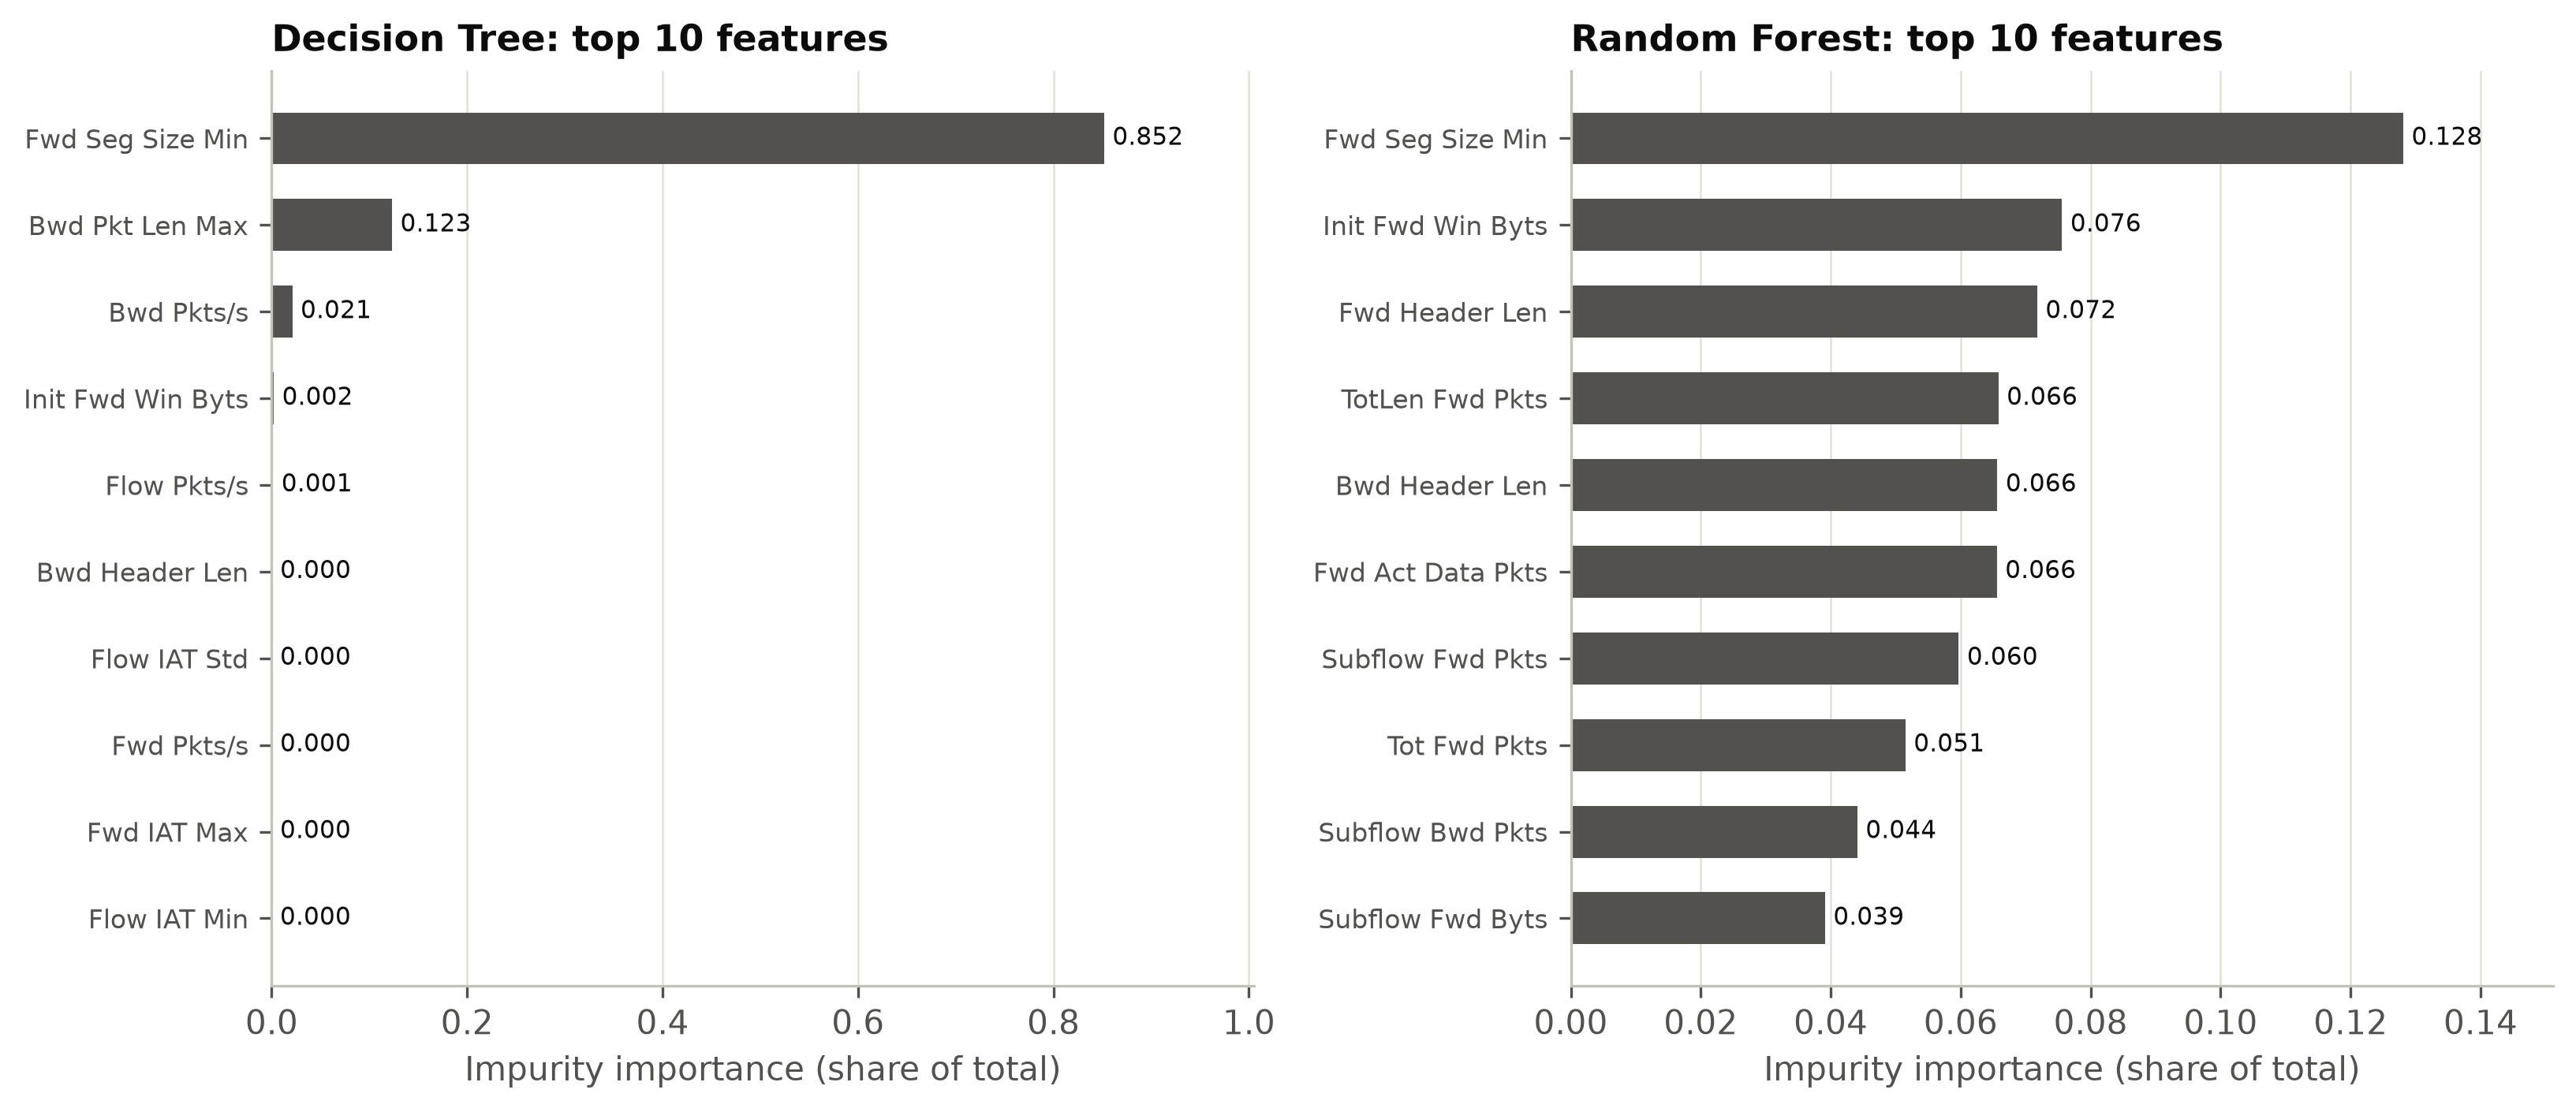 Decision Tree: top 10 features
Fwd Seg Size Min 0.852
Bwd Pkt Len Max 0.123
Bwd Pkts/s 0.021
Init Fwd Win Byts 0.002
Flow Pkts/s 0.001
Bwd Header Len 0.000
Flow IAT Std 0.000
Fwd Pkts/s 0.000
Fwd IAT Max 0.000
Flow IAT Min 0.000
0.0 0.2 0.4 0.6 0.8 1.0
Impurity importance (share of total)
Random Forest: top 10 features
Fwd Seg Size Min 0.128
Init Fwd Win Byts 0.076
Fwd Header Len 0.072
TotLen Fwd Pkts 0.066
Bwd Header Len 0.066
Fwd Act Data Pkts 0.066
Subflow Fwd Pkts 0.060
Tot Fwd Pkts 0.051
Subflow Bwd Pkts 0.044
Subflow Fwd Byts 0.039
0.00 0.02 0.04 0.06 0.08 0.10 0.12 0.14
Impurity importance (share of total)